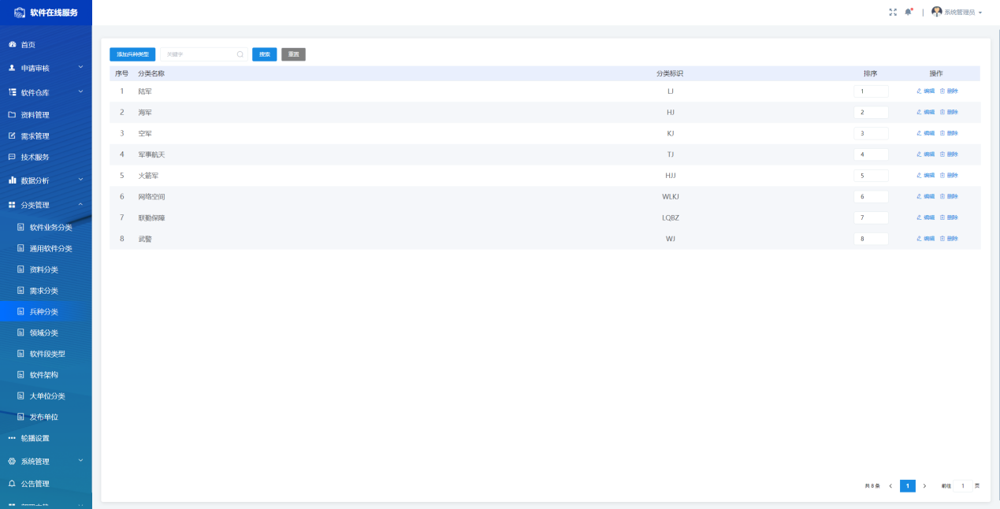 软件在线服务
系统管理员
首页
申请审核
软件仓库
资料管理
需求管理
技术服务
数据分析
分类管理
软件业务分类
通用软件分类
资料分类
需求分类
兵种分类
领域分类
软件段类型
软件架构
大单位分类
发布单位
轮播设置
系统管理
公告管理
添加兵种类型 关键字 搜索 重置
序号 分类名称 分类标识 排序 操作
1 陆军 LJ 1 编辑 删除
2 海军 HJ 2 编辑 删除
3 空军 KJ 3 编辑 删除
4 军事航天 TJ 4 编辑 删除
5 火箭军 HJJ 5 编辑 删除
6 网络空间 WLKJ 6 编辑 删除
7 联勤保障 LQBZ 7 编辑 删除
8 武警 WJ 8 编辑 删除
共 8 条 1 前往 1 页